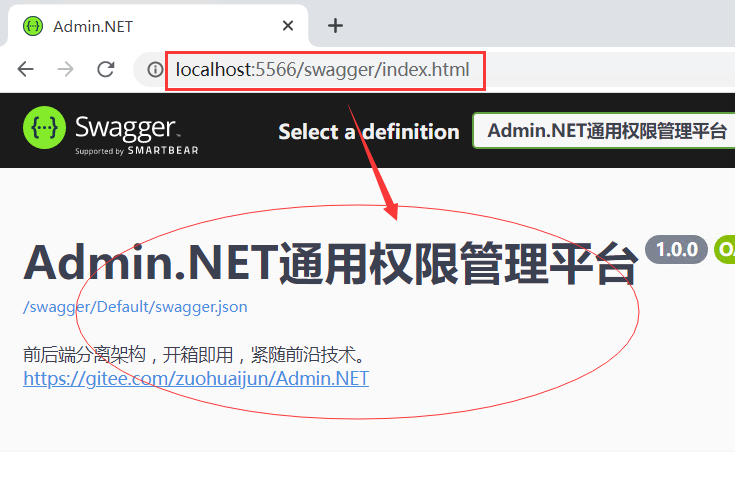 Admin.NET
localhost:5566/swagger/index.html
Swagger
Supported by SMARTBEAR
Select a definition
Admin.NET通用权限管理平台
Admin.NET通用权限管理平台 1.0.0
/swagger/Default/swagger.json
前后端分离架构，开箱即用，紧随前沿技术。
https://gitee.com/zuohuaijun/Admin.NET